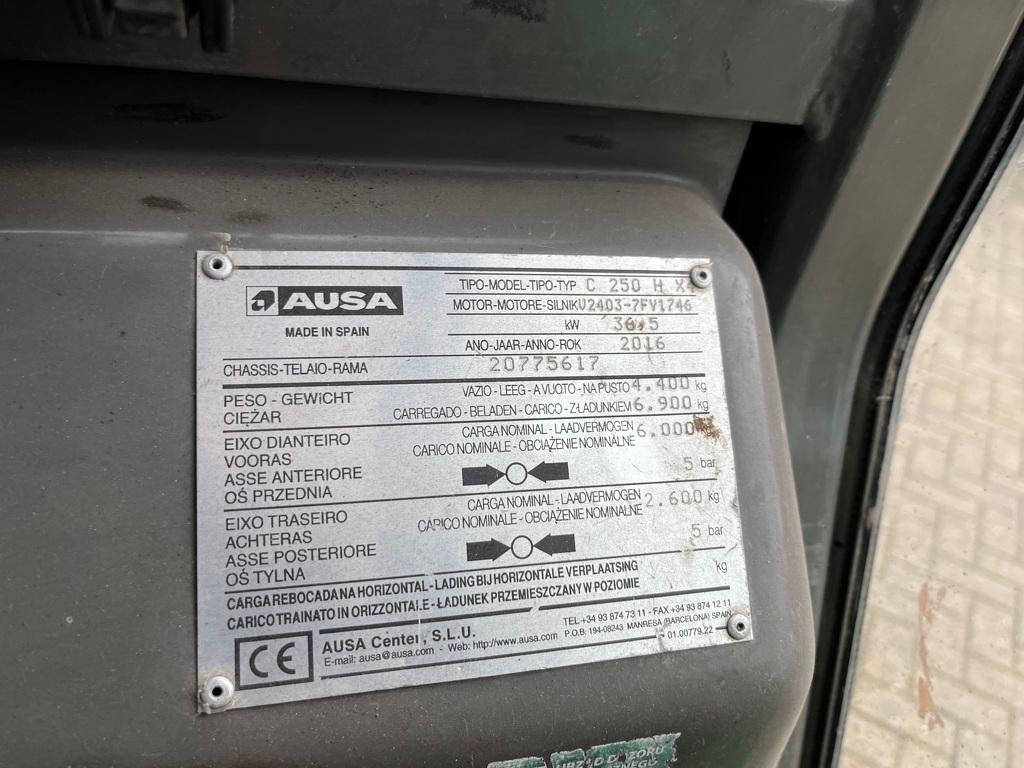 AUSA
MADE IN SPAIN
TIPO-MODEL-TIPO-TYP C 250 H X4
MOTOR-MOTORE-SILNIK V2403-7FV1746
kW 36,5
ANO-JAAR-ANNO-ROK 2016
CHASSIS-TELAIO-RAMA 20775617
PESO - GEWiCHT
CIĘŻAR
VAZIO - LEEG - A VUOTO - NA PUSTO 4.400 kg
CARREGADO - BELADEN - CARICO - Z ŁADUNKIEM 6.900 kg
EIXO DIANTEIRO
VOORAS
ASSE ANTERIORE
OŚ PRZEDNIA
CARGA NOMINAL - LAADVERMOGEN
CARICO NOMINALE - OBCIĄŻENIE NOMINALNE 6.000 kg
5 bar
EIXO TRASEIRO
ACHTERAS
ASSE POSTERIORE
OŚ TYLNA
CARGA NOMINAL - LAADVERMOGEN
CARICO NOMINALE - OBCIĄŻENIE NOMINALNE 2.600 kg
5 bar
CARGA REBOCADA NA HORIZONTAL - LADING BIJ HORIZONTALE VERPLAATSING
CARICO TRAINATO IN ORIZZONTALE - ŁADUNEK PRZEMIESZCZANY W POZIOMIE
kg
CE
AUSA Center, S.L.U.
E-mail: ausa@ausa.com - Web: http://www.ausa.com
TEL +34 93 874 73 11 - FAX +34 93 874 12 11
P.O.B. 194-08243 MANRESA (BARCELONA) SPAIN
01.00779.22
URZĄD DOZORU